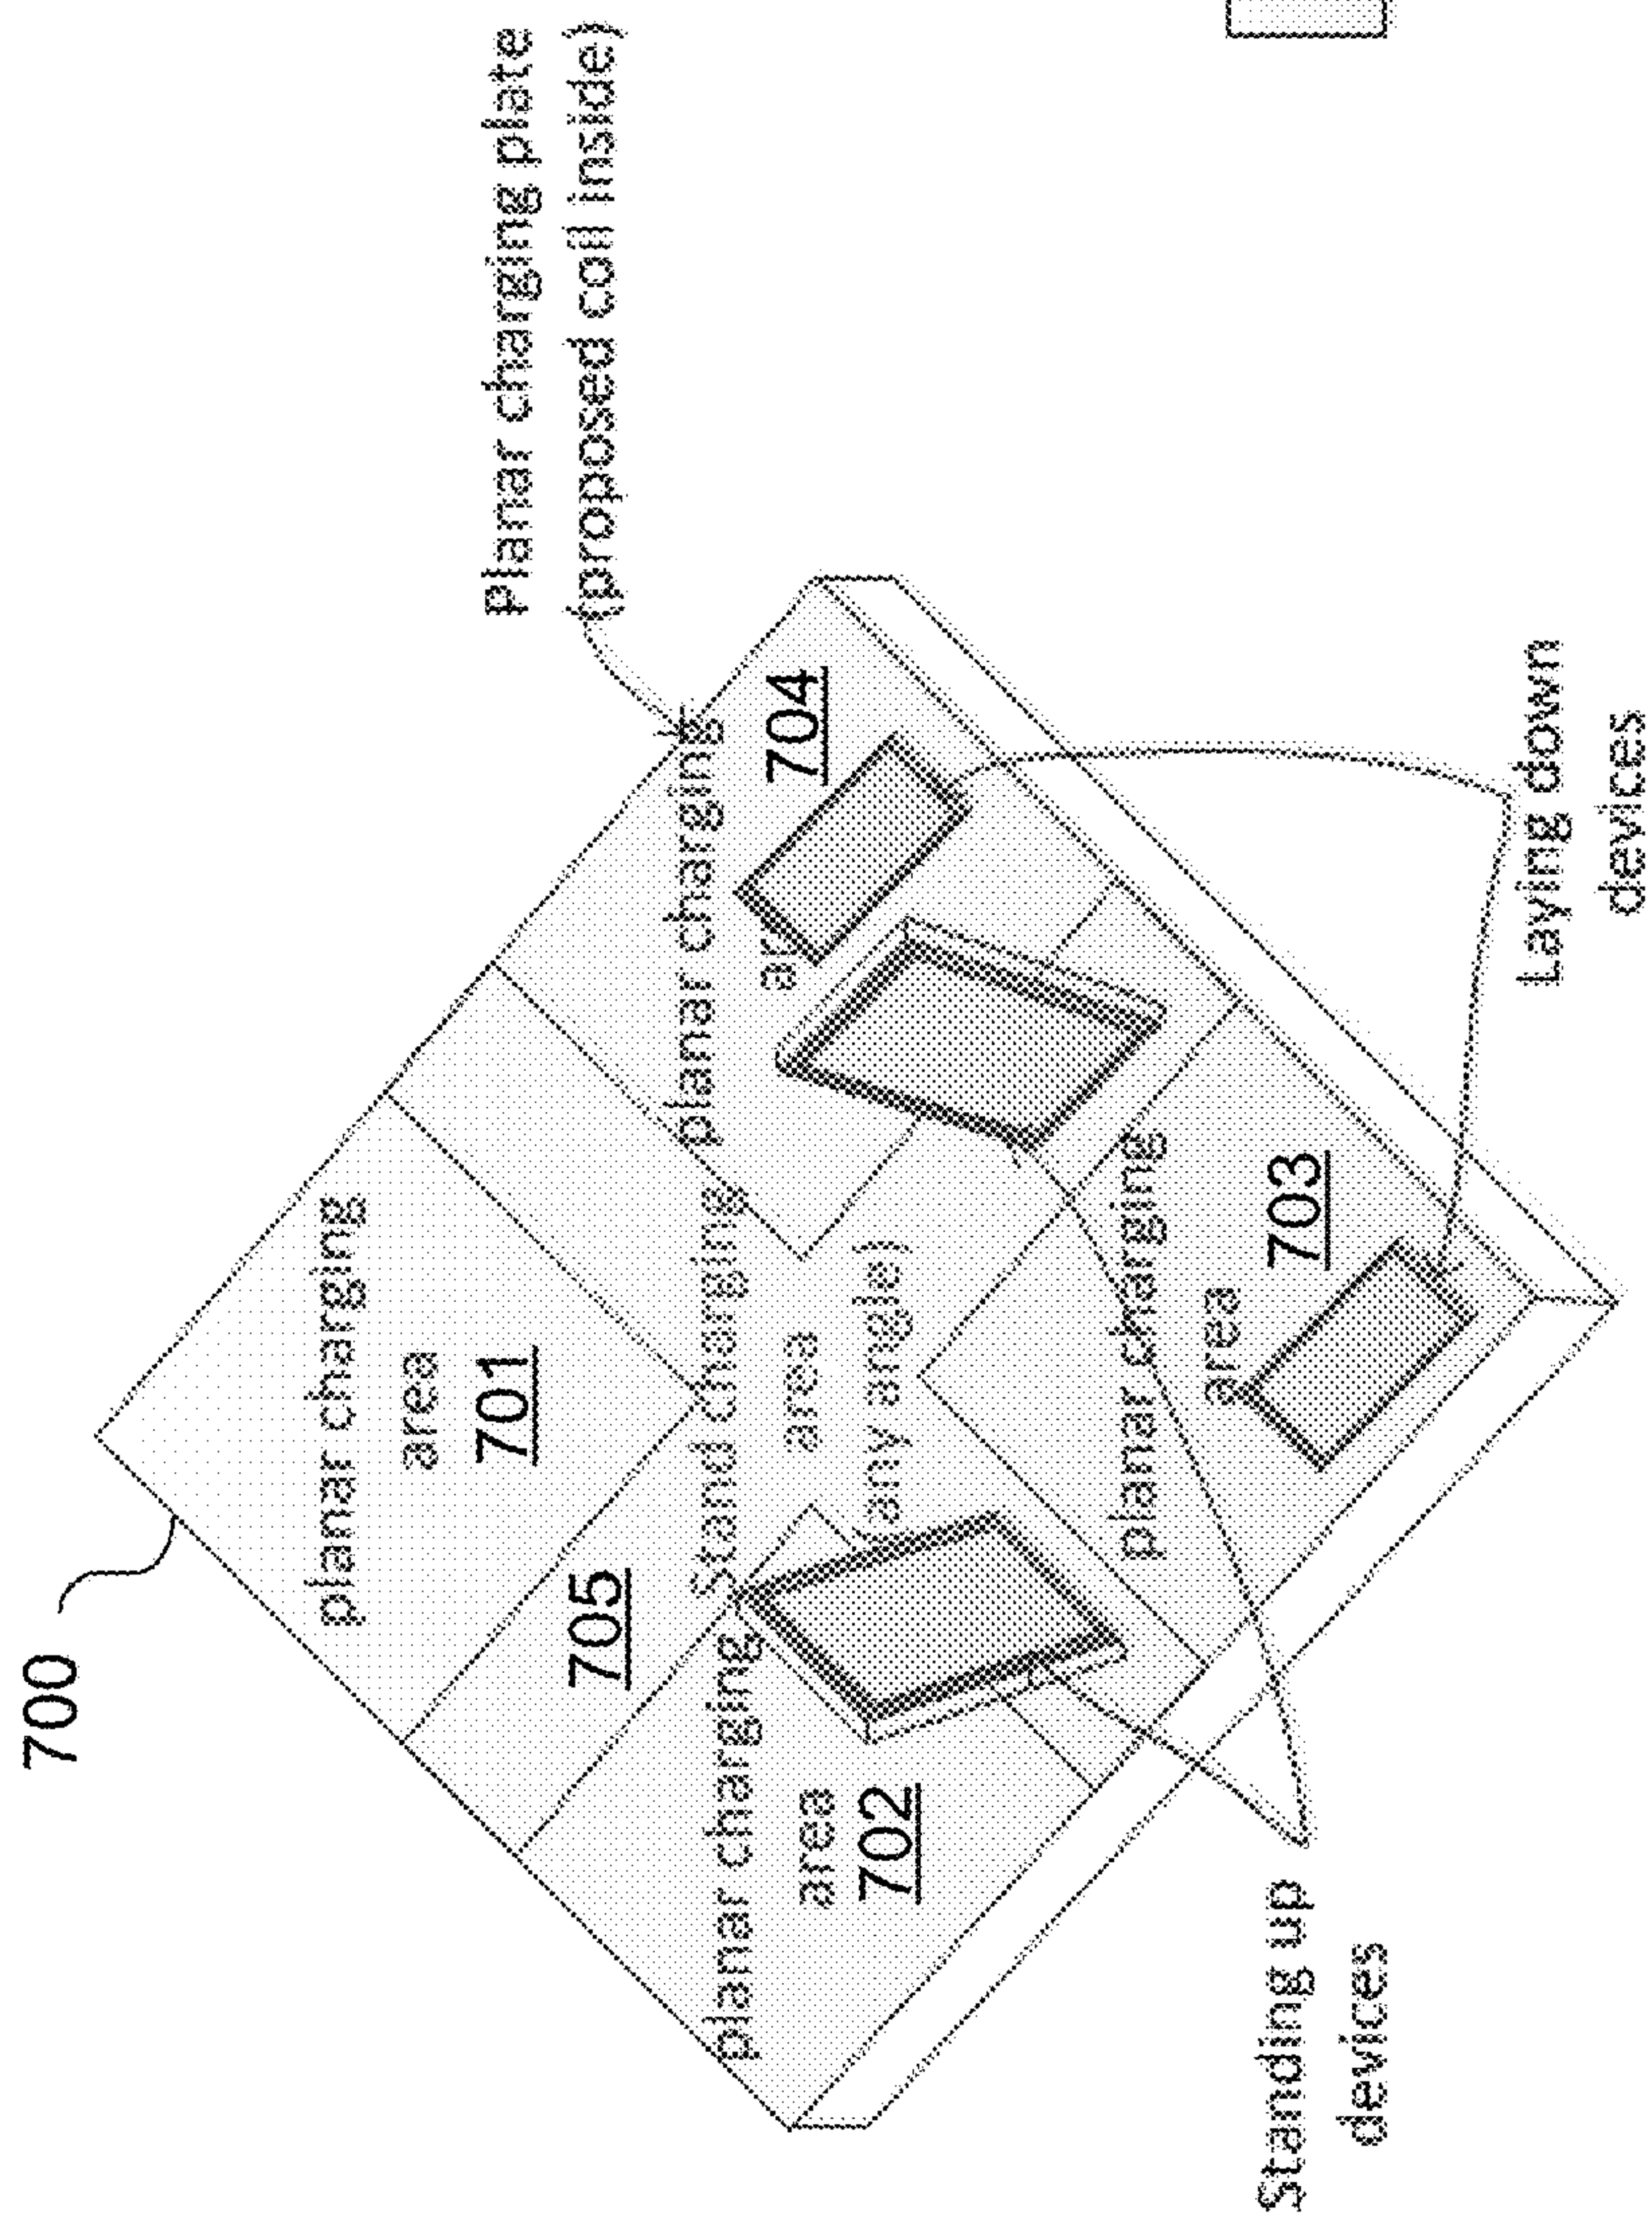 700
planar charging
area
701
Planar charging plate
(proposed coil inside)
705
planar charging
area
702
Stand charging
area
(any angle)
planar charging
ar
704
planar charging
area
703
Standing up
devices
Laying down
devices